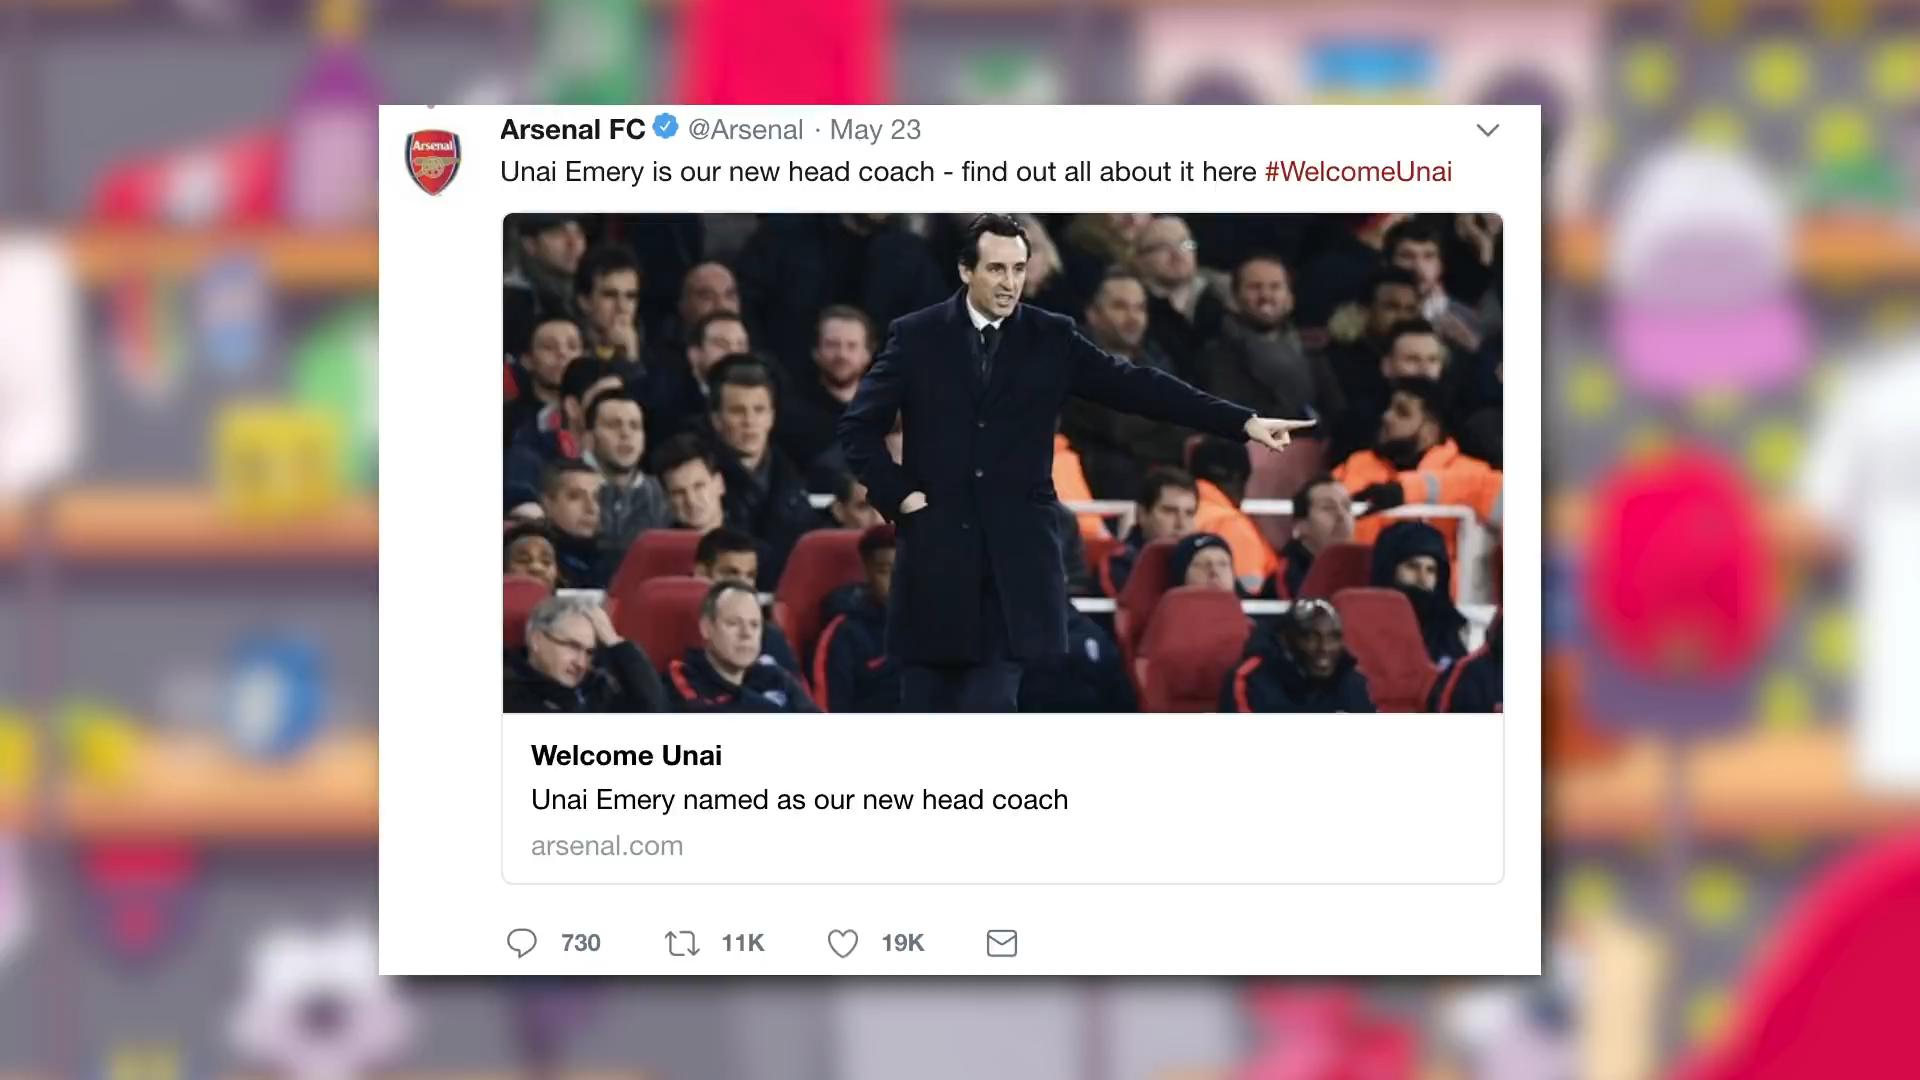 Arsenal
Arsenal FC @Arsenal · May 23
Unai Emery is our new head coach - find out all about it here #WelcomeUnai
Welcome Unai
Unai Emery named as our new head coach
arsenal.com
730 11K 19K